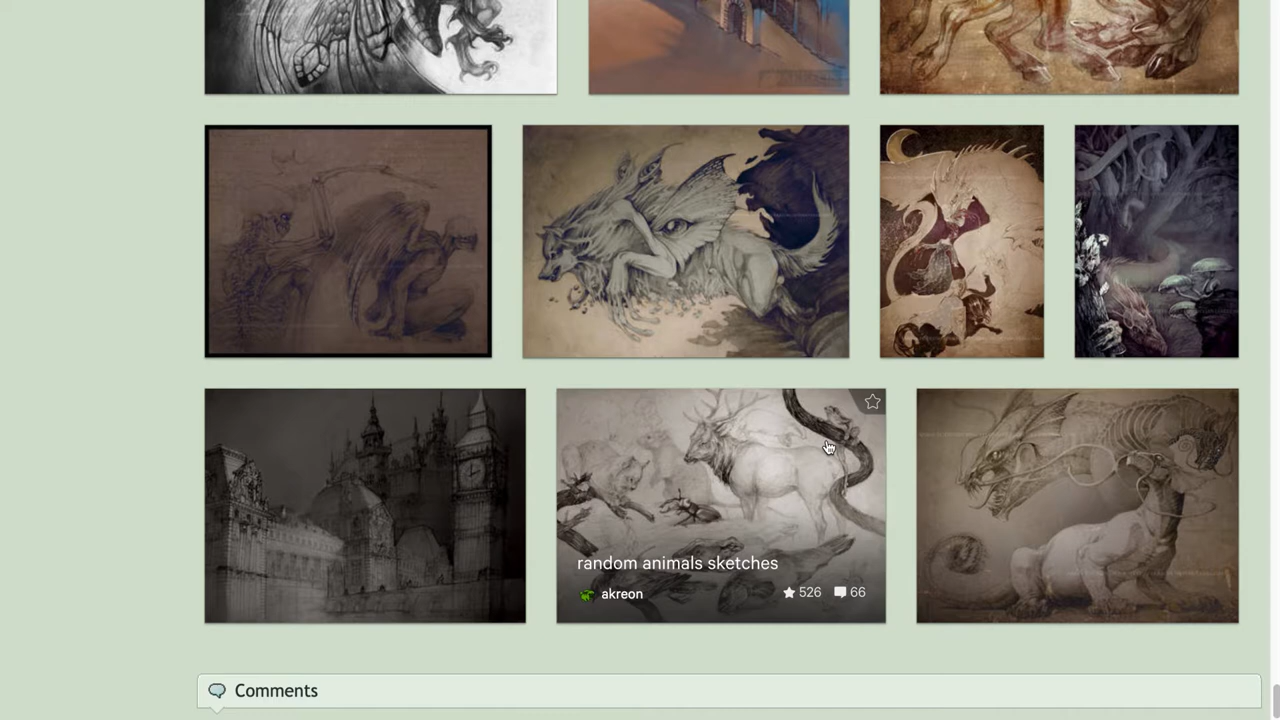 random animals sketches
akreon
526
66
Comments